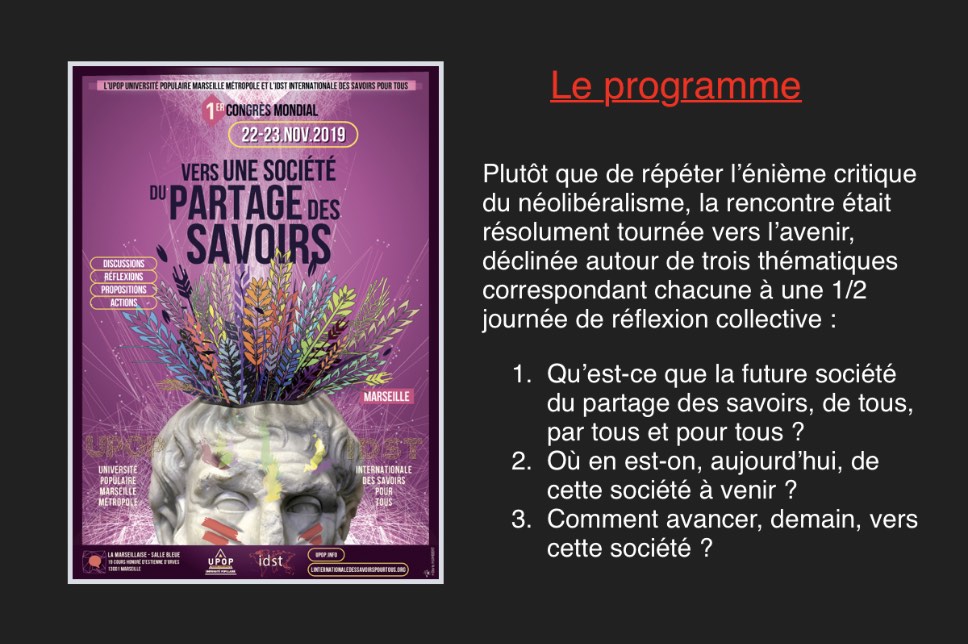 L'UPOP UNIVERSITÉ POPULAIRE MARSEILLE MÉTROPOLE ET L'IDST INTERNATIONALE DES SAVOIRS POUR TOUS
1ER CONGRÈS MONDIAL
22-23.NOV.2019
VERS UNE SOCIÉTÉ
DU PARTAGE DES
SAVOIRS
DISCUSSIONS
RÉFLEXIONS
PROPOSITIONS
ACTIONS
MARSEILLE
UPOP
UNIVERSITÉ
POPULAIRE
MARSEILLE
MÉTROPOLE
IDST
INTERNATIONALE
DES SAVOIRS
POUR
TOUS
LA MARSEILLAISE - SALLE BLEUE
19 COURS HONORÉ D'ESTIENNE D'ORVES
13001 MARSEILLE
UPOP
UNIVERSITÉ POPULAIRE
idst
UPOP.INFO
LINTERNATIONALEDESSAVOIRSPOURTOUS.ORG
Le programme
Plutôt que de répéter l'énième critique
du néolibéralisme, la rencontre était
résolument tournée vers l'avenir,
déclinée autour de trois thématiques
correspondant chacune à une 1/2
journée de réflexion collective :
1. Qu'est-ce que la future société
du partage des savoirs, de tous,
par tous et pour tous ?
2. Où en est-on, aujourd'hui, de
cette société à venir ?
3. Comment avancer, demain, vers
cette société ?